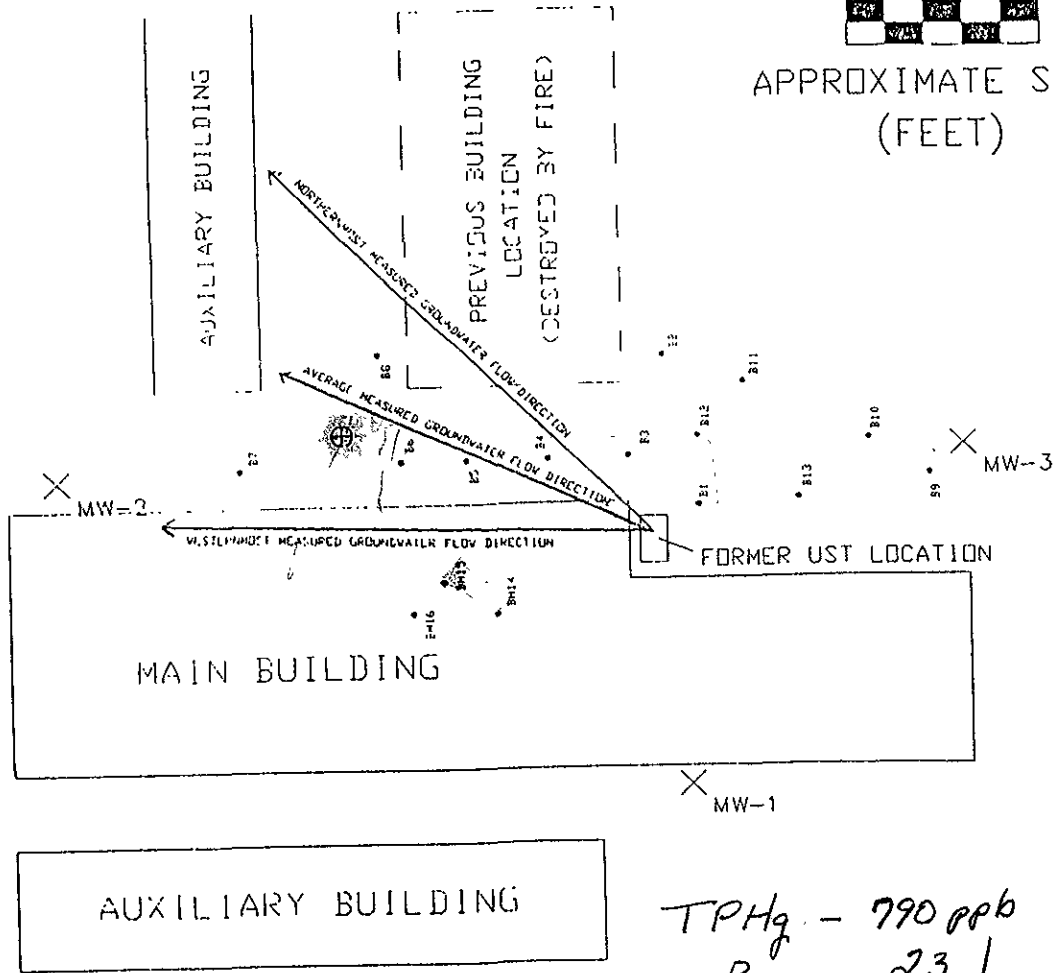 APPROXIMATE S
(FEET)
AUXILIARY BUILDING
PREVIOUS BUILDING
LOCATION
(DESTROYED BY FIRE)
NORTHERNMOST MEASURED GROUNDWATER FLOW DIRECTION
AVERAGE MEASURED GROUNDWATER FLOW DIRECTION
WESTERNMOST MEASURED GROUNDWATER FLOW DIRECTION
B6
B11
B12
B10
B3
B4
B7
B13
B9
B1
MW-3
MW-2
FORMER UST LOCATION
BH15
BH14
BH16
MAIN BUILDING
MW-1
AUXILIARY BUILDING
TPHg - 790 ppb